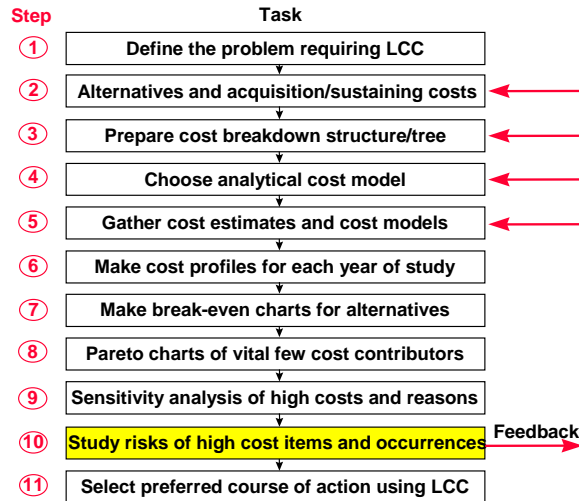 Step Task
1 Define the problem requiring LCC
2 Alternatives and acquisition/sustaining costs
3 Prepare cost breakdown structure/tree
4 Choose analytical cost model
5 Gather cost estimates and cost models
6 Make cost profiles for each year of study
7 Make break-even charts for alternatives
8 Pareto charts of vital few cost contributors
9 Sensitivity analysis of high costs and reasons
10 Study risks of high cost items and occurrences Feedback
11 Select preferred course of action using LCC